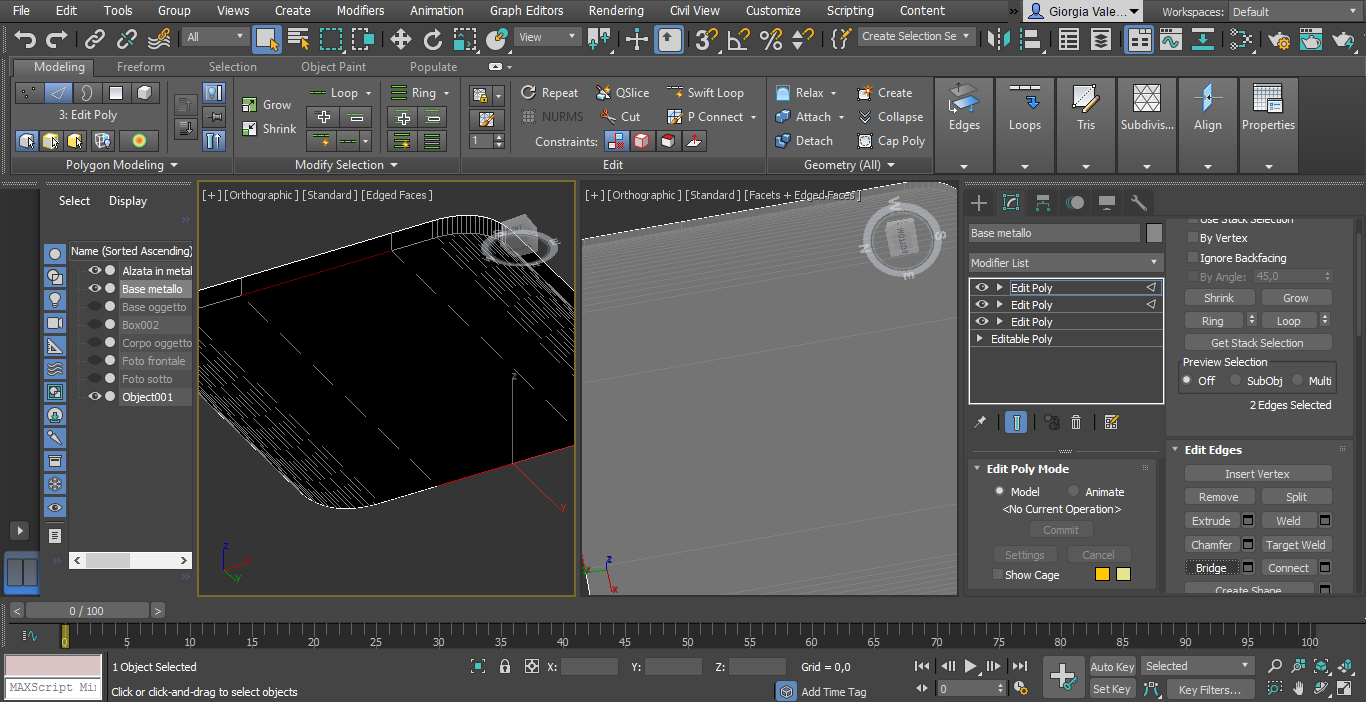 File Edit Tools Group Views Create Modifiers Animation Graph Editors Rendering Civil View Customize Scripting Content » Giorgia Vale... Workspaces: Default
All View Create Selection Se
Modeling Freeform Selection Object Paint Populate
3: Edit Poly
Polygon Modeling
Grow
Shrink
Loop Ring
Modify Selection
1
Repeat QSlice Swift Loop
NURMS Cut P Connect
Constraints:
Edit
Relax Create
Attach Collapse
Detach Cap Poly
Geometry (All)
Edges Loops Tris Subdivis... Align Properties
Select Display
Name (Sorted Ascending)
Alzata in metal
Base metallo
Base oggetto
Box002
Corpo oggetto
Foto frontale
Foto sotto
Object001
[+] [Orthographic] [Standard] [Edged Faces]
z
y
z
y
[+] [Orthographic] [Standard] [Facets + Edged Faces]
W
S
N
E
BOTTOM
z
x
Base metallo
Modifier List
Edit Poly
Edit Poly
Edit Poly
Editable Poly
Edit Poly Mode
Model Animate
<No Current Operation>
Commit
Settings Cancel
Show Cage
Use Stack Selection
By Vertex
Ignore Backfacing
By Angle: 45,0
Shrink Grow
Ring Loop
Get Stack Selection
Preview Selection
Off SubObj Multi
2 Edges Selected
Edit Edges
Insert Vertex
Remove Split
Extrude Weld
Chamfer Target Weld
Bridge Connect
Create Shape
< 0 / 100 >
0 5 10 15 20 25 30 35 40 45 50 55 60 65 70 75 80 85 90 95 100
1 Object Selected X: Y: Z: Grid = 0,0 Auto Key Selected
MAXScript Mi
Click or click-and-drag to select objects Add Time Tag 0 Set Key Key Filters...